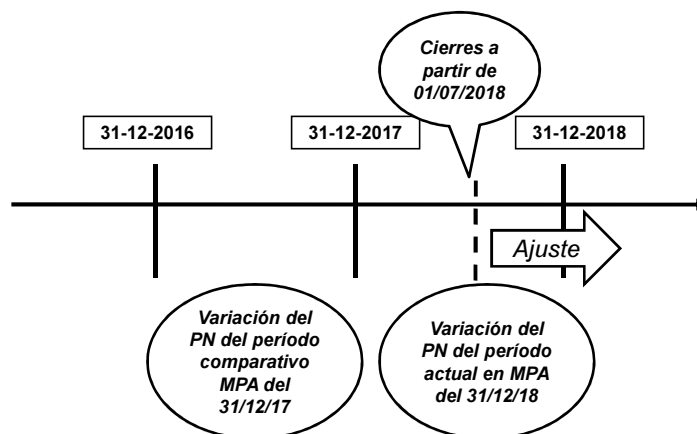 Cierres a
partir de
01/07/2018
31-12-2016
31-12-2017
31-12-2018
Ajuste
Variación del
PN del período
comparativo
MPA del
31/12/17
Variación del
PN del período
actual en MPA
del 31/12/18